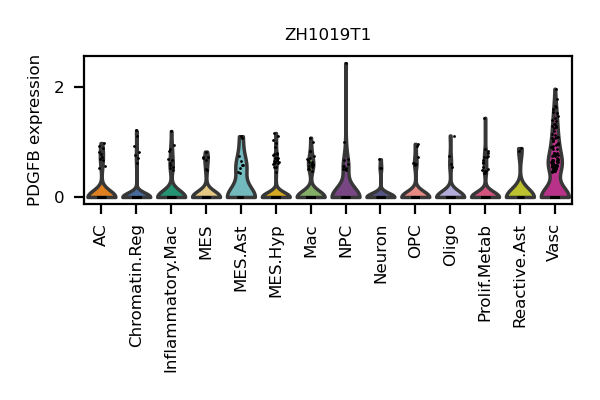 ZH1019T1
PDGFB expression
2
0
AC
Chromatin.Reg
Inflammatory.Mac
MES
MES.Ast
MES.Hyp
Mac
NPC
Neuron
OPC
Oligo
Prolif.Metab
Reactive.Ast
Vasc